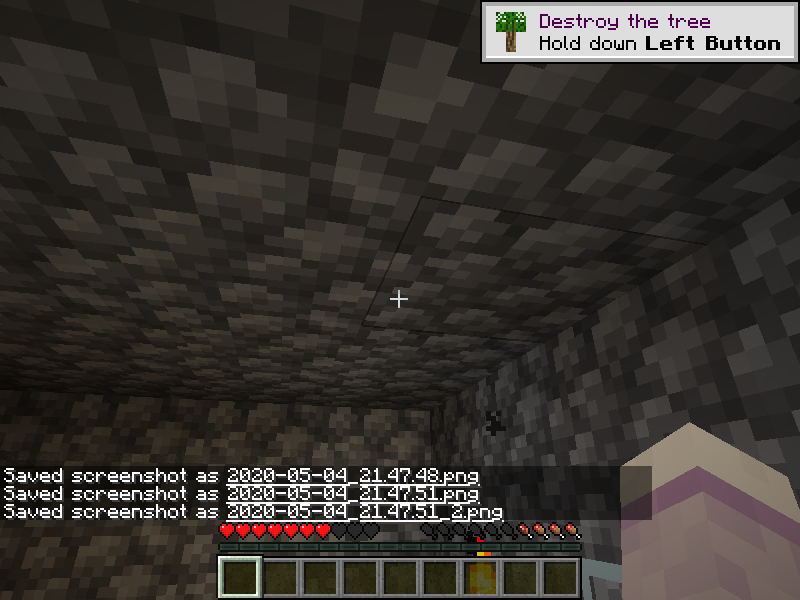 Destroy the tree
Hold down Left Button
Saved screenshot as 2020-05-04_21.47.48.png
Saved screenshot as 2020-05-04_21.47.51.png
Saved screenshot as 2020-05-04_21.47.51_2.png